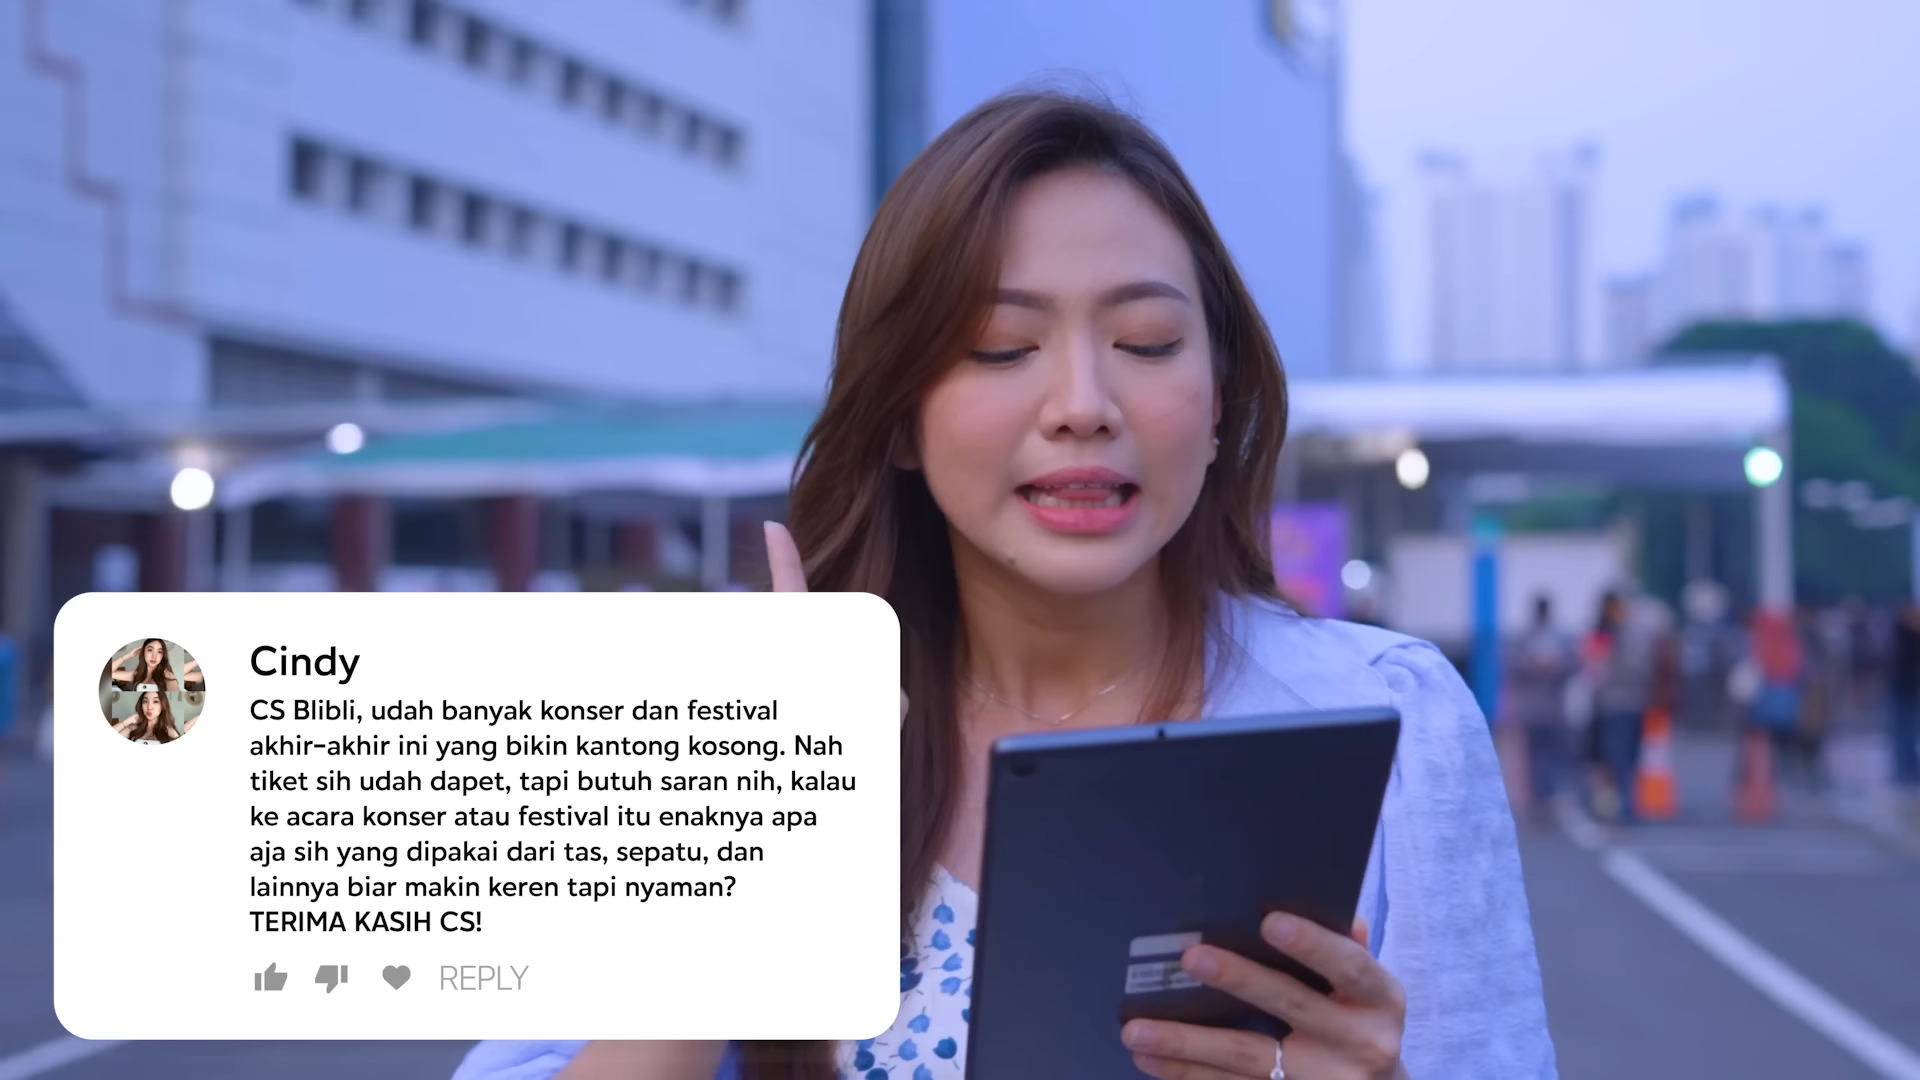 Cindy
CS Blibli, udah banyak konser dan festival
akhir-akhir ini yang bikin kantong kosong. Nah
tiket sih udah dapet, tapi butuh saran nih, kalau
ke acara konser atau festival itu enaknya apa
aja sih yang dipakai dari tas, sepatu, dan
lainnya biar makin keren tapi nyaman?
TERIMA KASIH CS!
REPLY